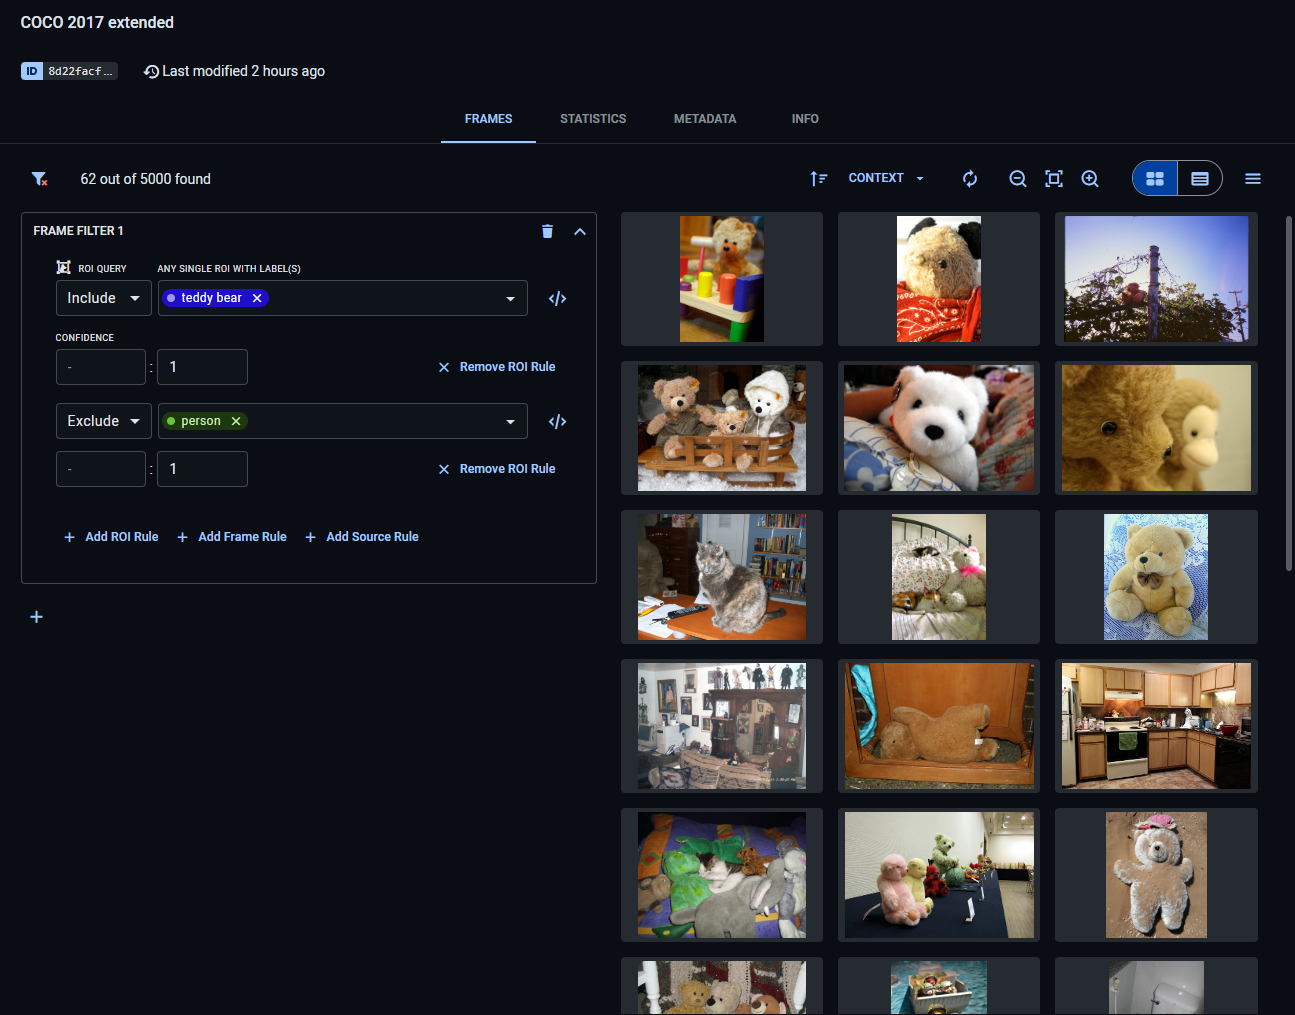 COCO 2017 extended
ID 8d22facf...
Last modified 2 hours ago
FRAMES STATISTICS METADATA INFO
62 out of 5000 found
CONTEXT
FRAME FILTER 1
ROI QUERY ANY SINGLE ROI WITH LABEL(S)
Include teddy bear
CONFIDENCE
- : 1 Remove ROI Rule
Exclude person
- : 1 Remove ROI Rule
+ Add ROI Rule + Add Frame Rule + Add Source Rule
+